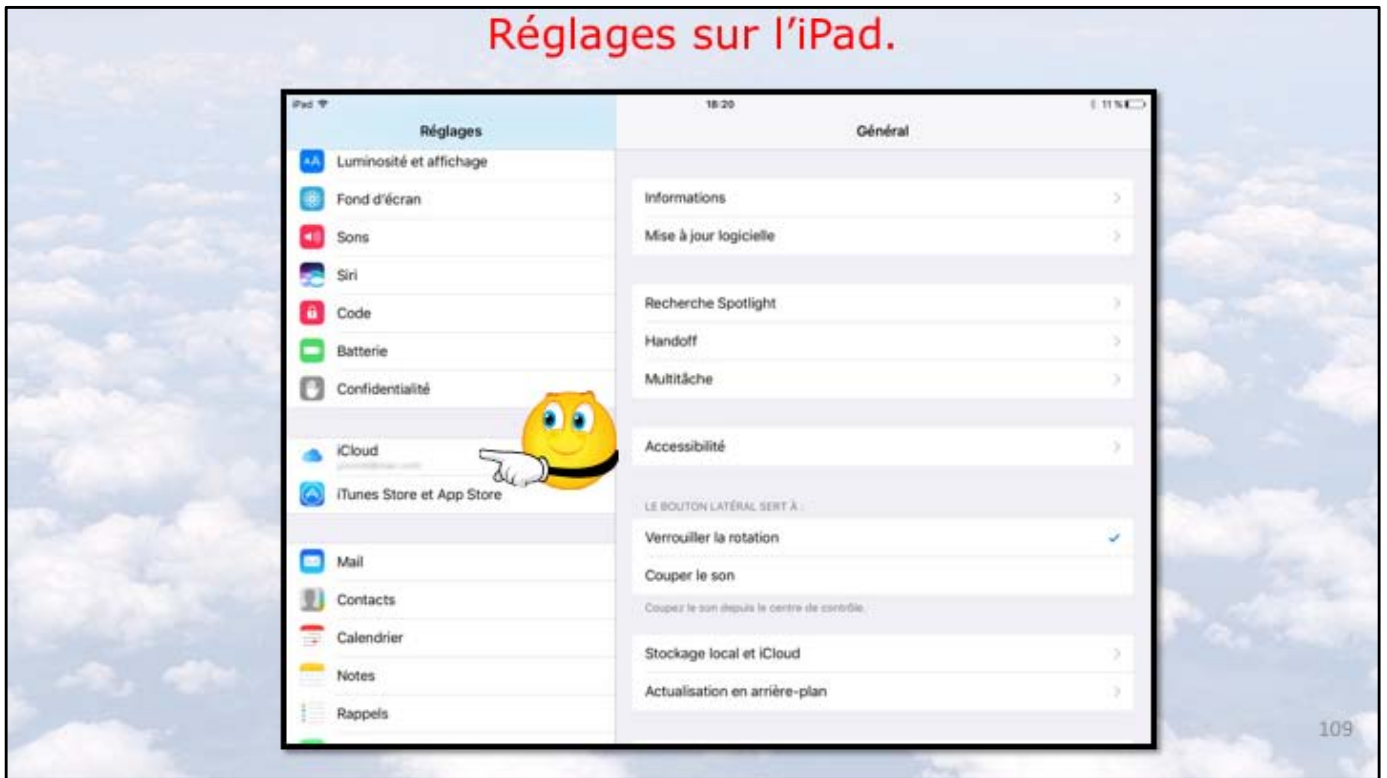 Réglages sur l'iPad.
iPad 18:20 11 %
Réglages
Luminosité et affichage
Fond d'écran
Sons
Siri
Code
Batterie
Confidentialité
iCloud
iTunes Store et App Store
Mail
Contacts
Calendrier
Notes
Rappels
Général
Informations
Mise à jour logicielle
Recherche Spotlight
Handoff
Multitâche
Accessibilité
LE BOUTON LATÉRAL SERT À :
Verrouiller la rotation
Couper le son
Coupez le son depuis le centre de contrôle.
Stockage local et iCloud
Actualisation en arrière-plan
109